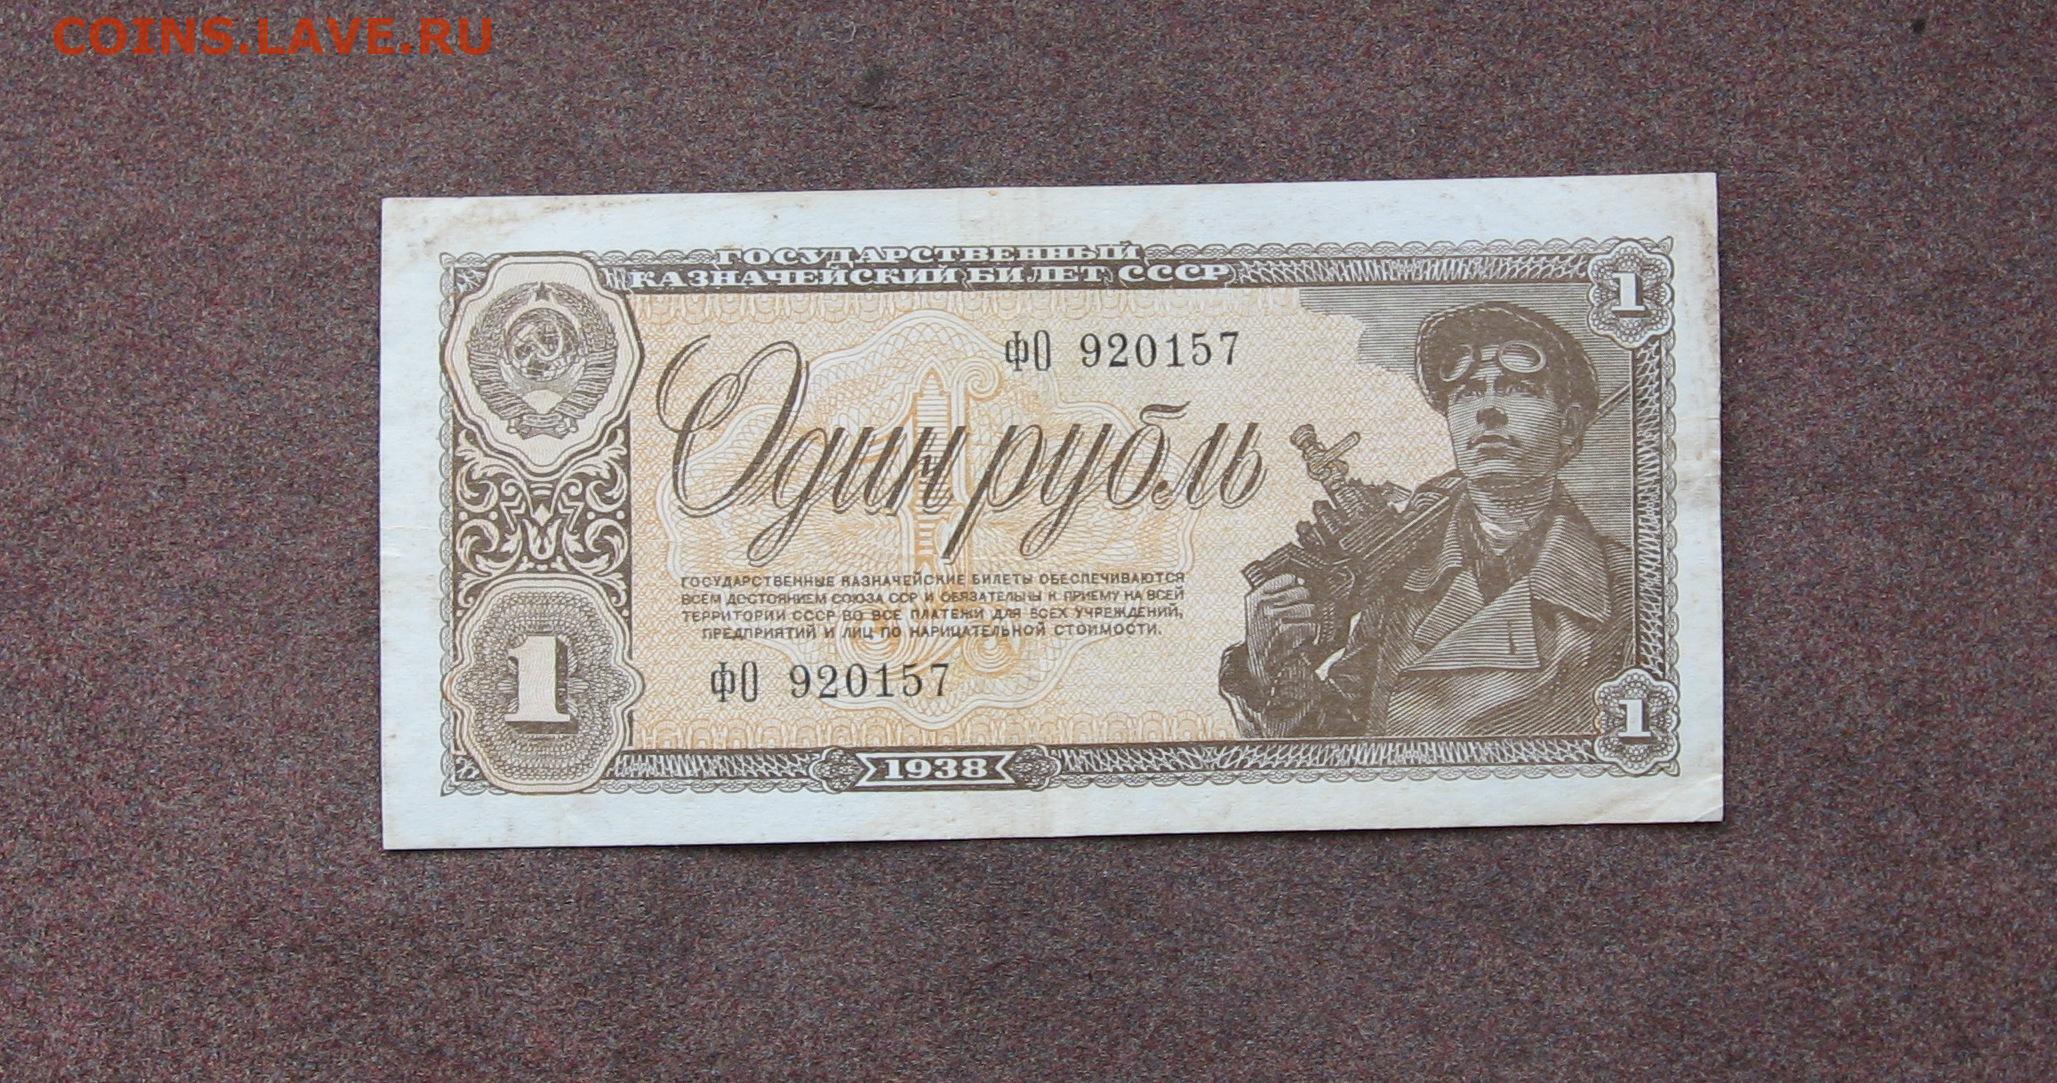 COINS.LAVE.RU
ГОСУДАРСТВЕННЫЙ
КАЗНАЧЕЙСКИЙ БИЛЕТ СССР
1
фО 920157
Один рубль
ГОСУДАРСТВЕННЫЕ КАЗНАЧЕЙСКИЕ БИЛЕТЫ ОБЕСПЕЧИВАЮТСЯ
ВСЕМ ДОСТОЯНИЕМ СОЮЗА ССР И ОБЯЗАТЕЛЬНЫ К ПРИЕМУ НА ВСЕЙ
ТЕРРИТОРИИ СССР ВО ВСЕ ПЛАТЕЖИ ДЛЯ ВСЕХ УЧРЕЖДЕНИЙ,
ПРЕДПРИЯТИЙ И ЛИЦ ПО НАРИЦАТЕЛЬНОЙ СТОИМОСТИ.
фО 920157
1
1
1938